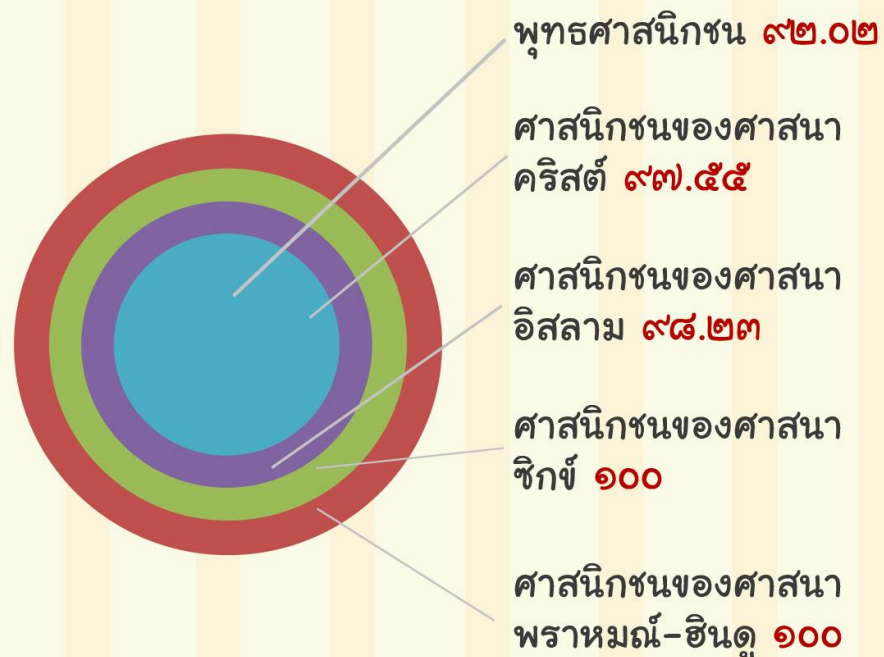 พุทธศาสนิกชน ๙๒.๐๒
ศาสนิกชนของศาสนา
คริสต์ ๙๗.๕๕
ศาสนิกชนของศาสนา
อิสลาม ๙๘.๒๓
ศาสนิกชนของศาสนา
ซิกข์ ๑๐๐
ศาสนิกชนของศาสนา
พราหมณ์-ฮินดู ๑๐๐